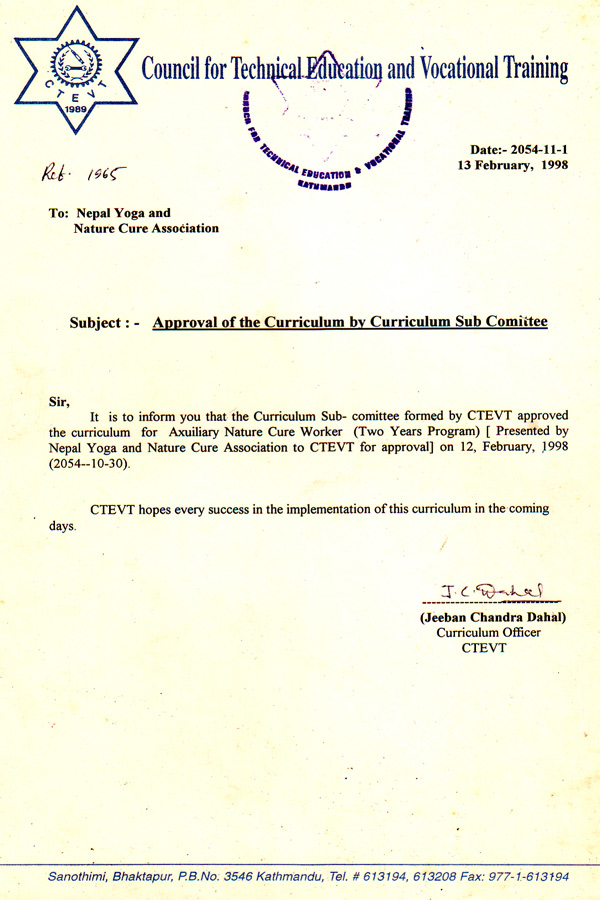 CTEVT
1989
Council for Technical Education and Vocational Training
COUNCIL FOR TECHNICAL EDUCATION & VOCATIONAL TRAINING
KATHMANDU
Date:- 2054-11-1
13 February, 1998
Ref. 1965
To: Nepal Yoga and
Nature Cure Association
Subject : - Approval of the Curriculum by Curriculum Sub Comittee
Sir,
It is to inform you that the Curriculum Sub- comittee formed by CTEVT approved
the curriculum for Axuiliary Nature Cure Worker (Two Years Program) [ Presented by
Nepal Yoga and Nature Cure Association to CTEVT for approval] on 12, February, 1998
(2054--10-30).
CTEVT hopes every success in the implementation of this curriculum in the coming
days.
J.C. Dahal
(Jeeban Chandra Dahal)
Curriculum Officer
CTEVT
Sanothimi, Bhaktapur, P.B.No. 3546 Kathmandu, Tel. # 613194, 613208 Fax: 977-1-613194